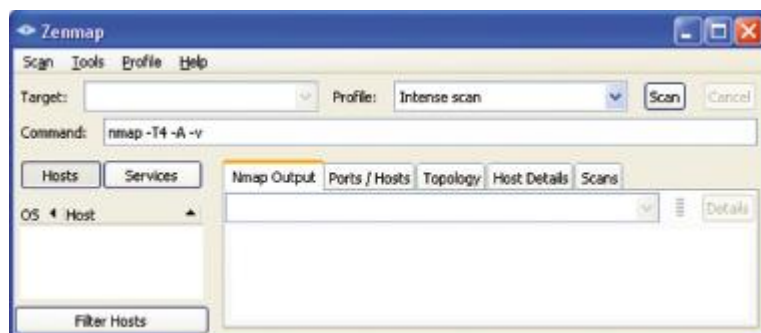 Zenmap
Scan Tools Profile Help
Target: Profile: Intense scan Scan Cancel
Command: nmap -T4 -A -v
Hosts Services Nmap Output Ports / Hosts Topology Host Details Scans
OS Host Details
Filter Hosts